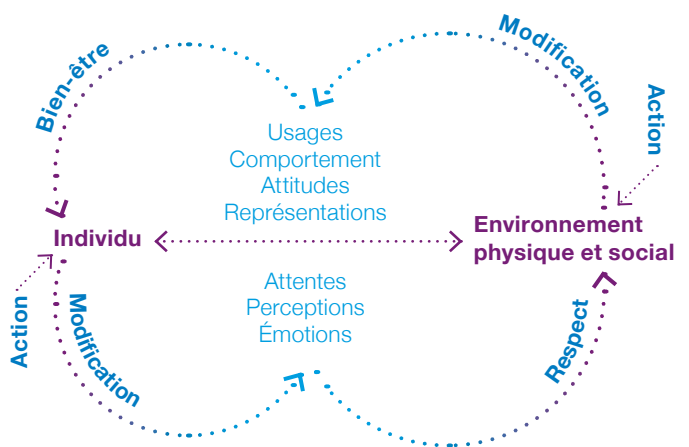 Bien-être
Modification
Action
Usages
Comportement
Attitudes
Représentations
Individu
Environnement
physique et social
Attentes
Perceptions
Émotions
Action
Modification
Respect